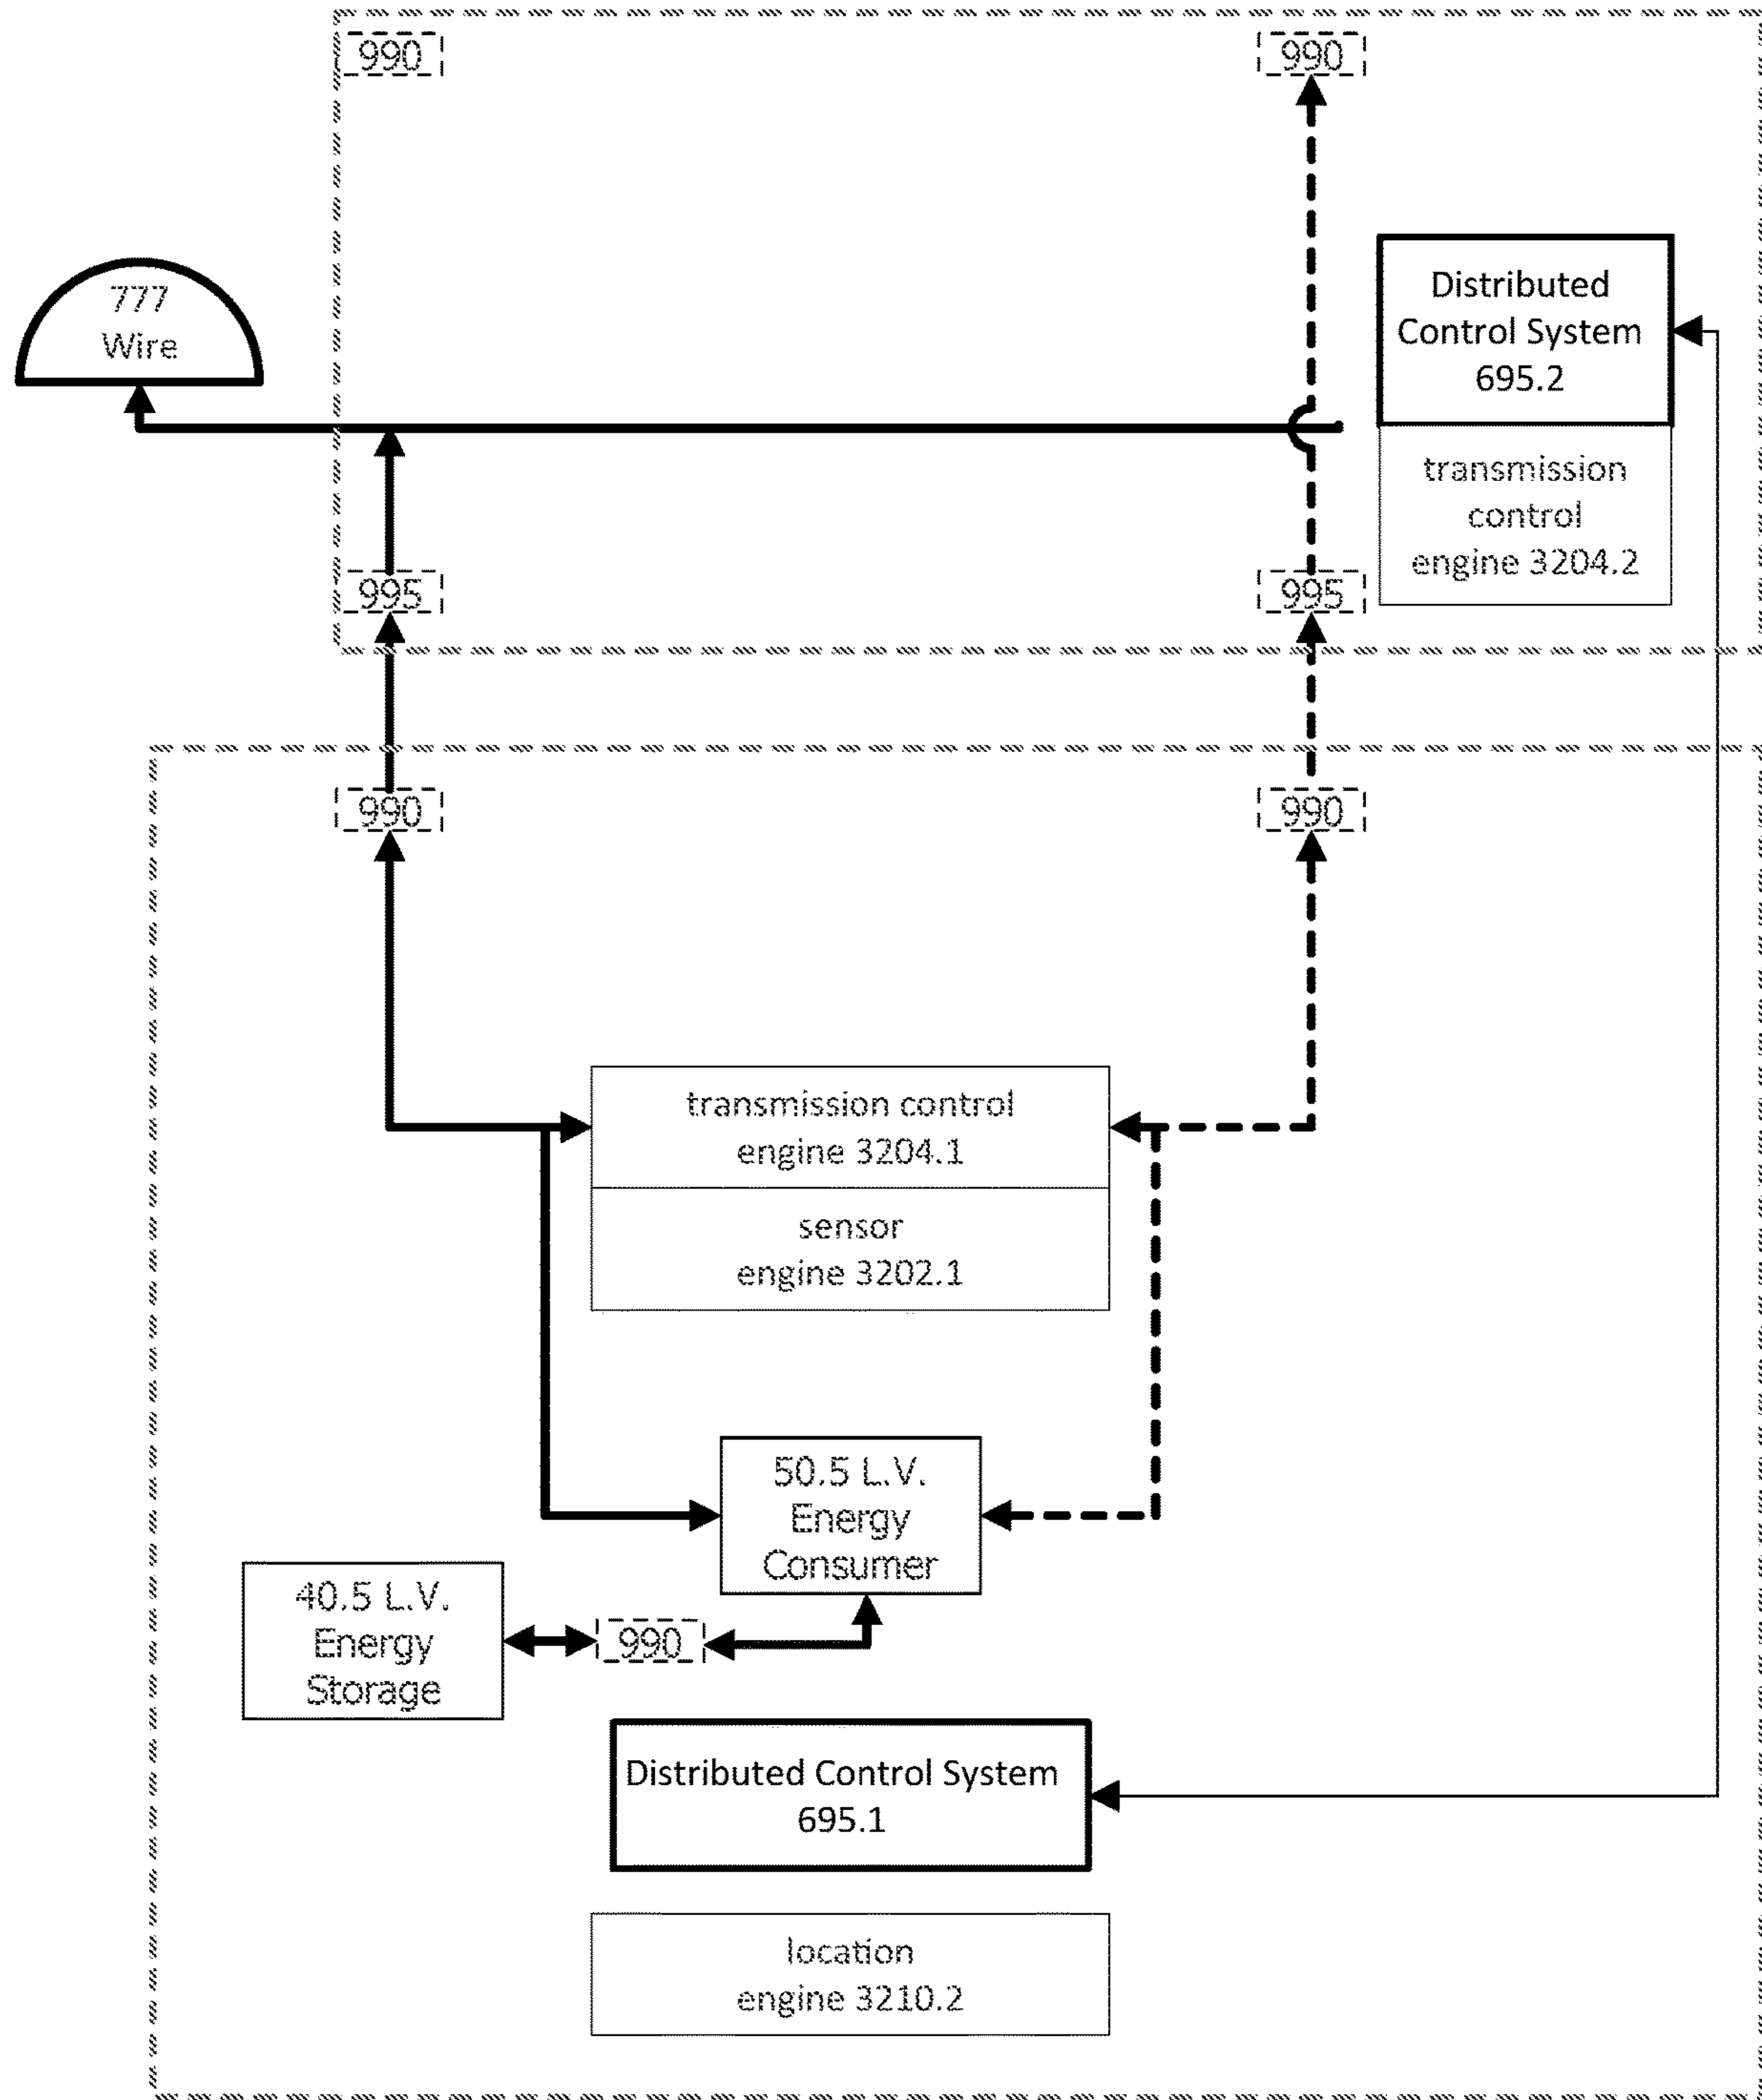 990
990
777
Wire
Distributed
Control System
695.2
transmission
control
engine 3204.2
995
995
990
990
transmission control
engine 3204.1
sensor
engine 3202.1
50.5 L.V.
Energy
Consumer
40.5 L.V.
Energy
Storage
990
Distributed Control System
695.1
location
engine 3210.2